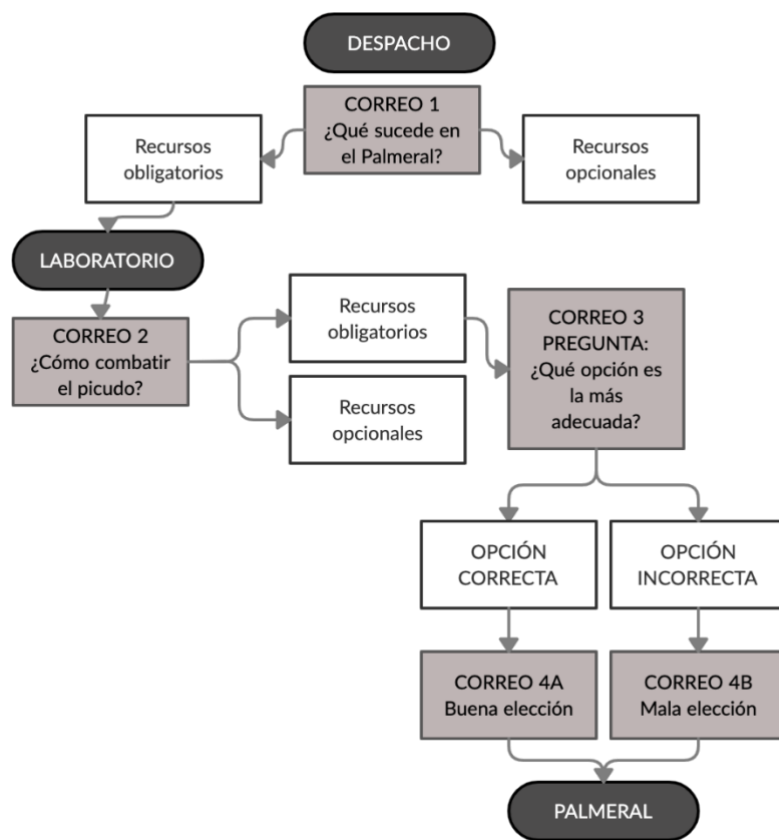 DESPACHO
CORREO 1
¿Qué sucede en
el Palmeral?
Recursos
obligatorios
Recursos
opcionales
LABORATORIO
CORREO 2
¿Cómo combatir
el picudo?
Recursos
obligatorios
Recursos
opcionales
CORREO 3
PREGUNTA:
¿Qué opción es
la más
adecuada?
OPCIÓN
CORRECTA
OPCIÓN
INCORRECTA
CORREO 4A
Buena elección
CORREO 4B
Mala elección
PALMERAL